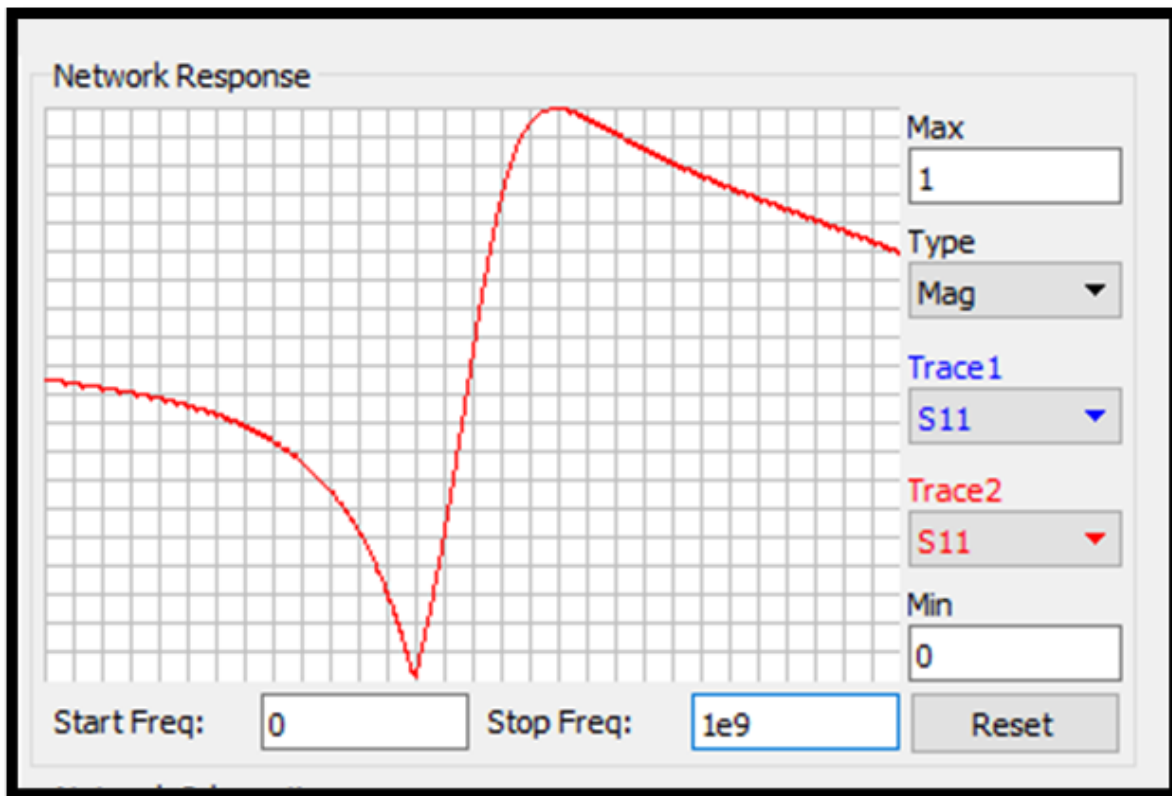 Network Response
Max
1
Type
Mag
Trace1
S11
Trace2
S11
Min
0
Start Freq:
0
Stop Freq:
1e9
Reset